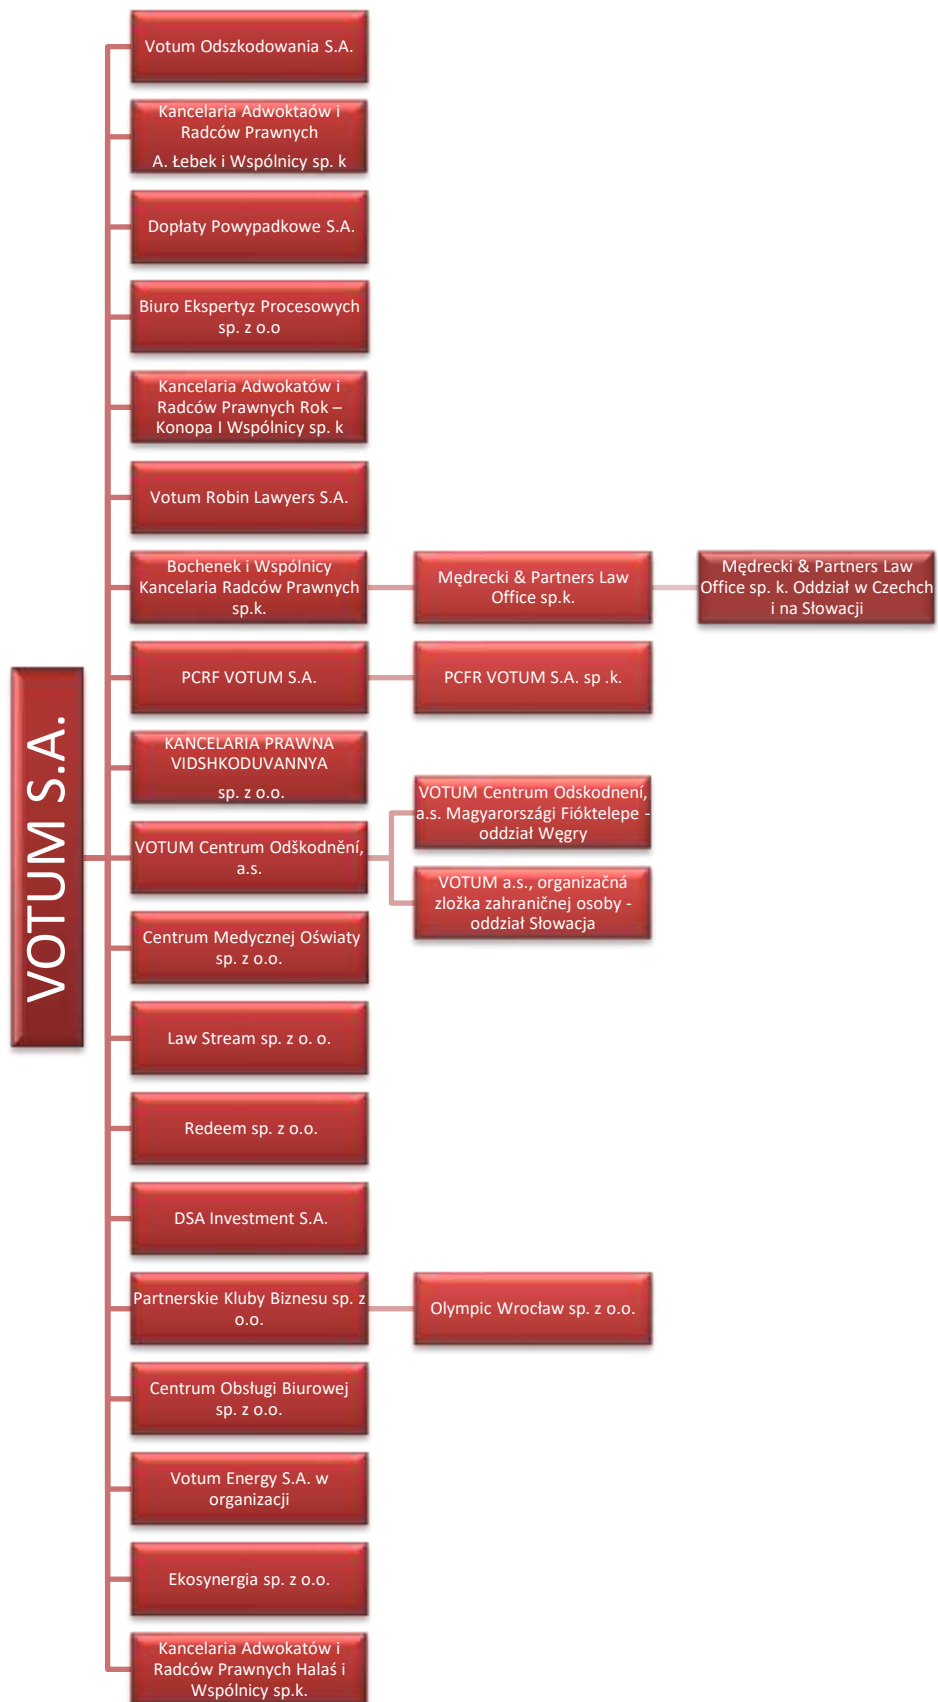 VOTUM S.A.
Votum Odszkodowania S.A.
Kancelaria Adwoktaów i
Radców Prawnych
A. Łebek i Wspólnicy sp. k
Dopłaty Powypadkowe S.A.
Biuro Ekspertyz Procesowych
sp. z o.o
Kancelaria Adwokatów i
Radców Prawnych Rok –
Konopa I Wspólnicy sp. k
Votum Robin Lawyers S.A.
Bochenek i Wspólnicy
Kancelaria Radców Prawnych
sp.k.
Mędrecki & Partners Law
Office sp.k.
Mędrecki & Partners Law
Office sp. k. Oddział w Czechch
i na Słowacji
PCRF VOTUM S.A.
PCFR VOTUM S.A. sp .k.
KANCELARIA PRAWNA
VIDSHKODUVANNYA
sp. z o.o.
VOTUM Centrum Odškodnění,
a.s.
VOTUM Centrum Odskodnení,
a.s. Magyarországi Fióktelepe -
oddział Węgry
VOTUM a.s., organizačná
zložka zahraničnej osoby -
oddział Słowacja
Centrum Medycznej Oświaty
sp. z o.o.
Law Stream sp. z o. o.
Redeem sp. z o.o.
DSA Investment S.A.
Partnerskie Kluby Biznesu sp. z
o.o.
Olympic Wrocław sp. z o.o.
Centrum Obsługi Biurowej
sp. z o.o.
Votum Energy S.A. w
organizacji
Ekosynergia sp. z o.o.
Kancelaria Adwokatów i
Radców Prawnych Halaś i
Wspólnicy sp.k.